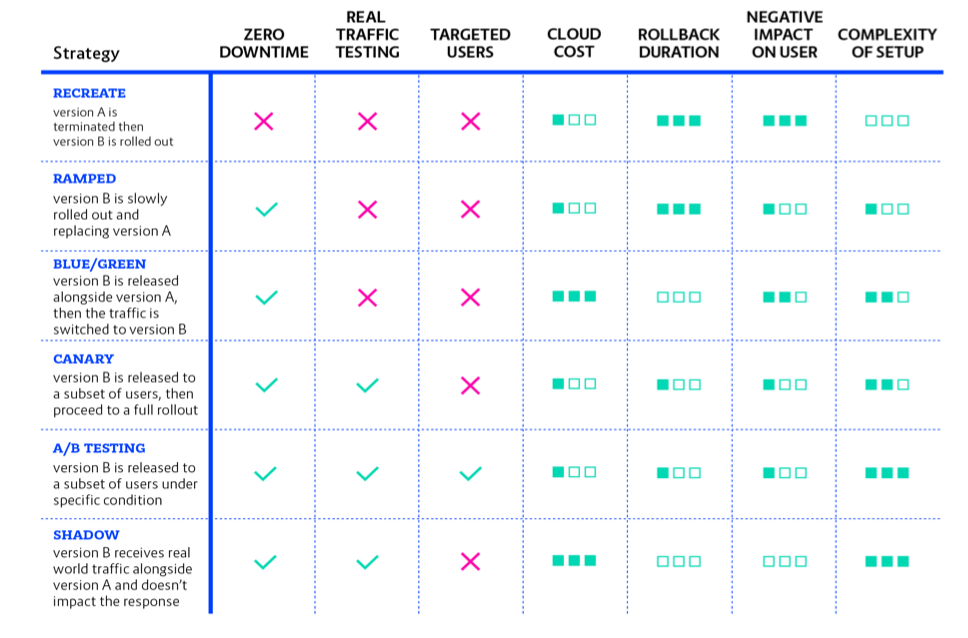 Strategy
ZERO
DOWNTIME
REAL
TRAFFIC
TESTING
TARGETED
USERS
CLOUD
COST
ROLLBACK
DURATION
NEGATIVE
IMPACT
ON USER
COMPLEXITY
OF SETUP
RECREATE
version A is
terminated then
version B is rolled out
RAMPED
version B is slowly
rolled out and
replacing version A
BLUE/GREEN
version B is released
alongside version A,
then the traffic is
switched to version B
CANARY
version B is released to
a subset of users, then
proceed to a full rollout
A/B TESTING
version B is released to
a subset of users under
specific condition
SHADOW
version B receives real
world traffic alongside
version A and doesn't
impact the response